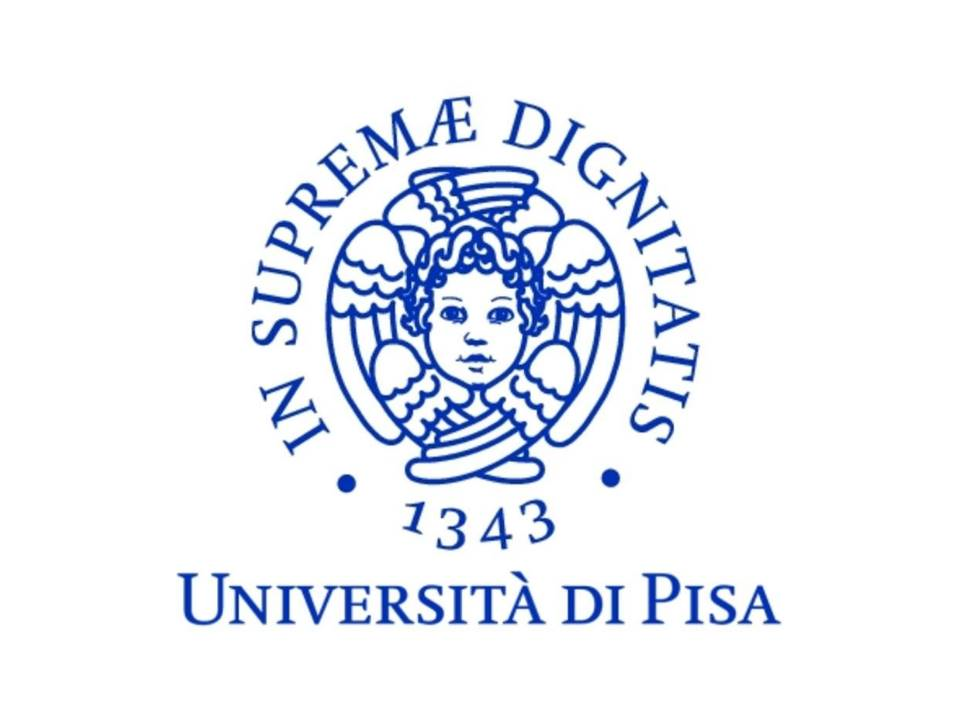 IN SUPREMÆ DIGNITATIS
1343
UNIVERSITÀ DI PISA